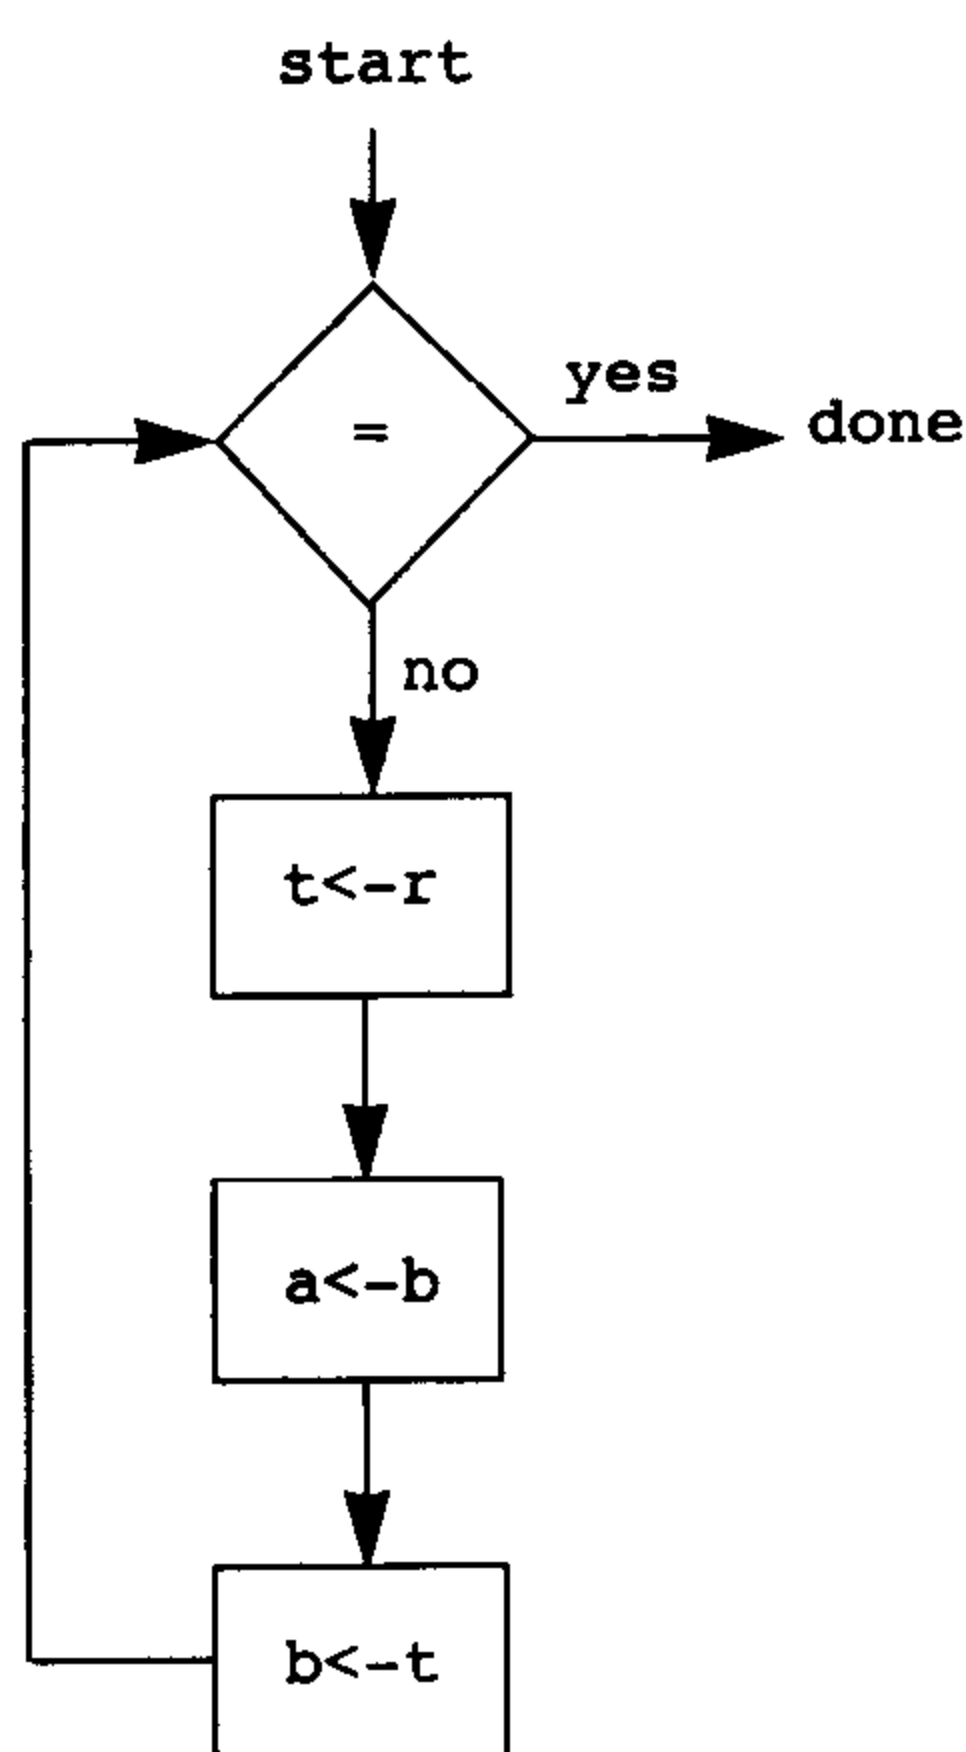 start
=
yes
done
no
t<-r
a<-b
b<-t